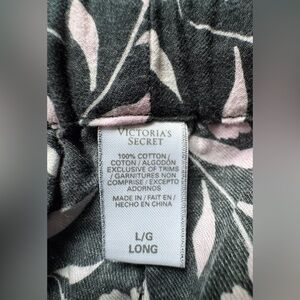 VICTORIA'S
SECRET
100% COTTON /
COTON / ALGODÓN
EXCLUSIVE OF TRIMS
/ GARNITURES NON
COMPRISE / EXCEPTO
ADORNOS
MADE IN / FAIT EN /
HECHO EN CHINA
L/G
LONG